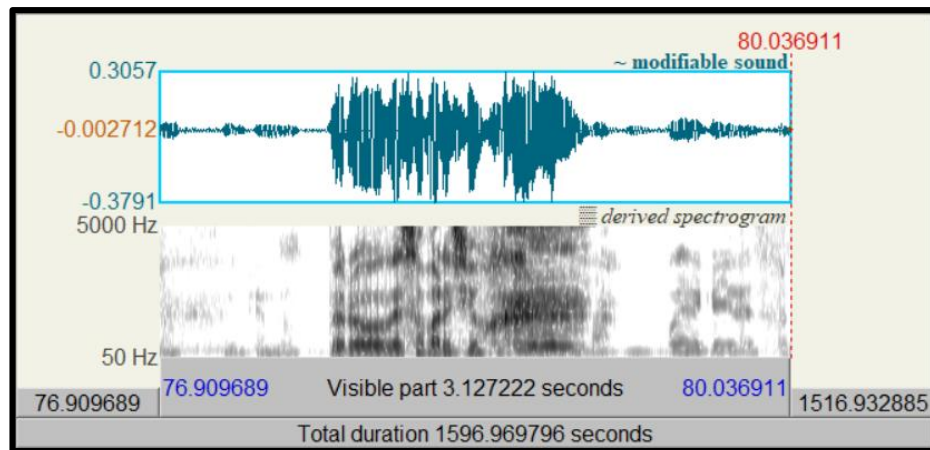 80.036911
0.3057 ~ modifiable sound
-0.002712
-0.3791
5000 Hz derived spectrogram
50 Hz
76.909689 76.909689 Visible part 3.127222 seconds 80.036911 1516.932885
Total duration 1596.969796 seconds